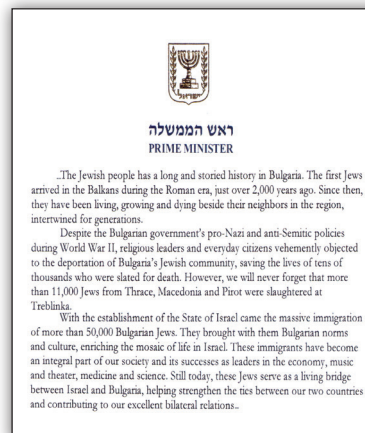 ישראל
ראש הממשלה
PRIME MINISTER
..The Jewish people has a long and storied history in Bulgaria. The first Jews
arrived in the Balkans during the Roman era, just over 2,000 years ago. Since then,
they have been living, growing and dying beside their neighbors in the region,
intertwined for generations.
Despite the Bulgarian government's pro-Nazi and anti-Semitic policies
during World War II, religious leaders and everyday citizens vehemently objected
to the deportation of Bulgaria's Jewish community, saving the lives of tens of
thousands who were slated for death. However, we will never forget that more
than 11,000 Jews from Thrace, Macedonia and Pirot were slaughtered at
Treblinka.
With the establishment of the State of Israel came the massive immigration
of more than 50,000 Bulgarian Jews. They brought with them Bulgarian norms
and culture, enriching the mosaic of life in Israel. These immigrants have become
an integral part of our society and its successes as leaders in the economy, music
and theater, medicine and science. Still today, these Jews serve as a living bridge
between Israel and Bulgaria, helping strengthen the ties between our two countries
and contributing to our excellent bilateral relations..